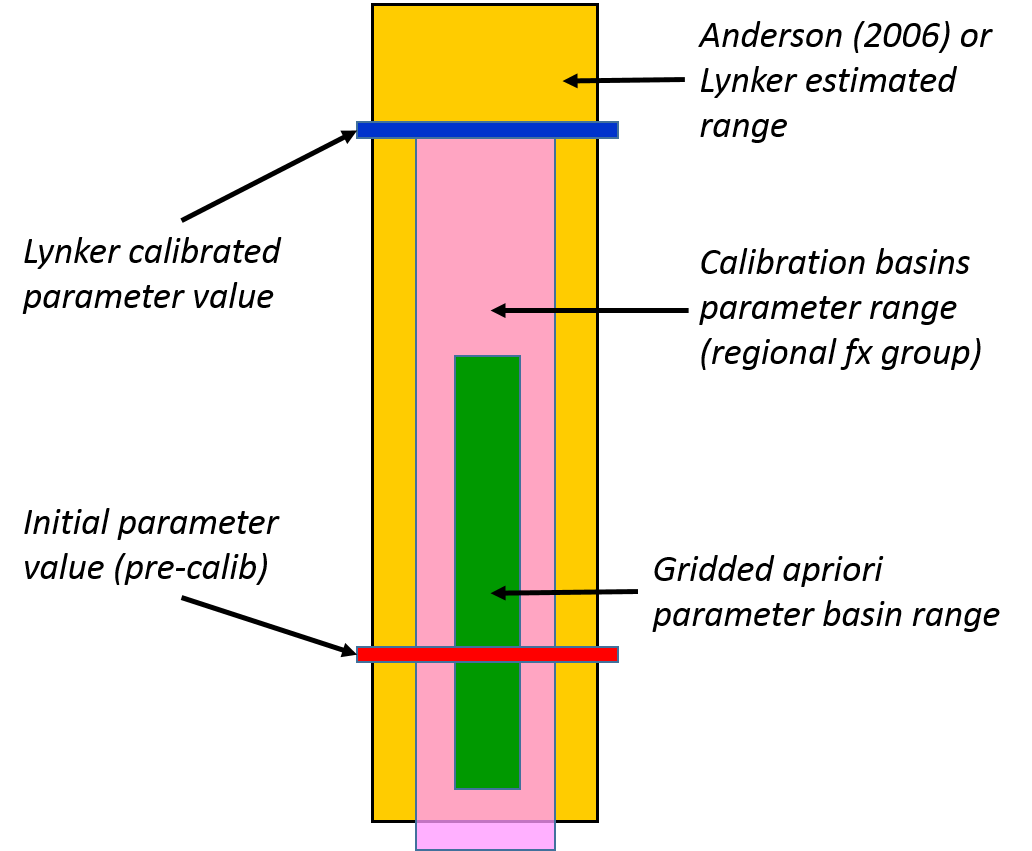 Anderson (2006) or
Lynker estimated
range
Lynker calibrated
parameter value
Calibration basins
parameter range
(regional fx group)
Initial parameter
value (pre-calib)
Gridded apriori
parameter basin range